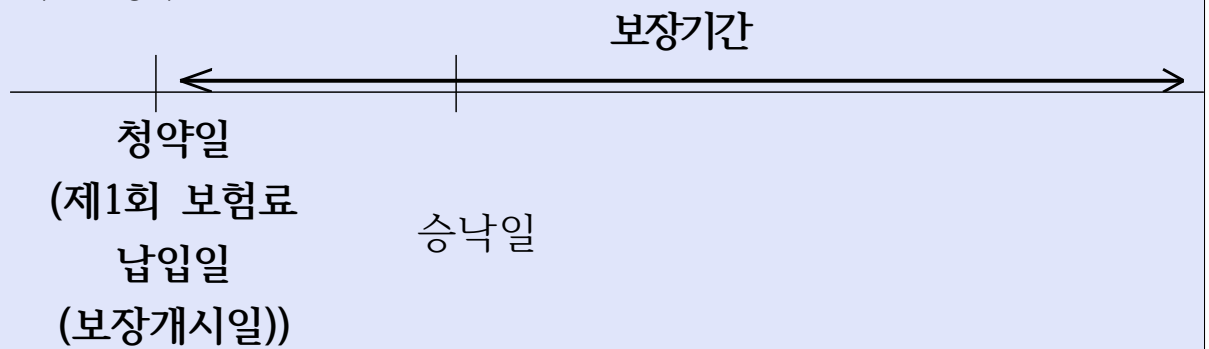 보장기간
청약일
(제1회 보험료
납입일
(보장개시일))
승낙일